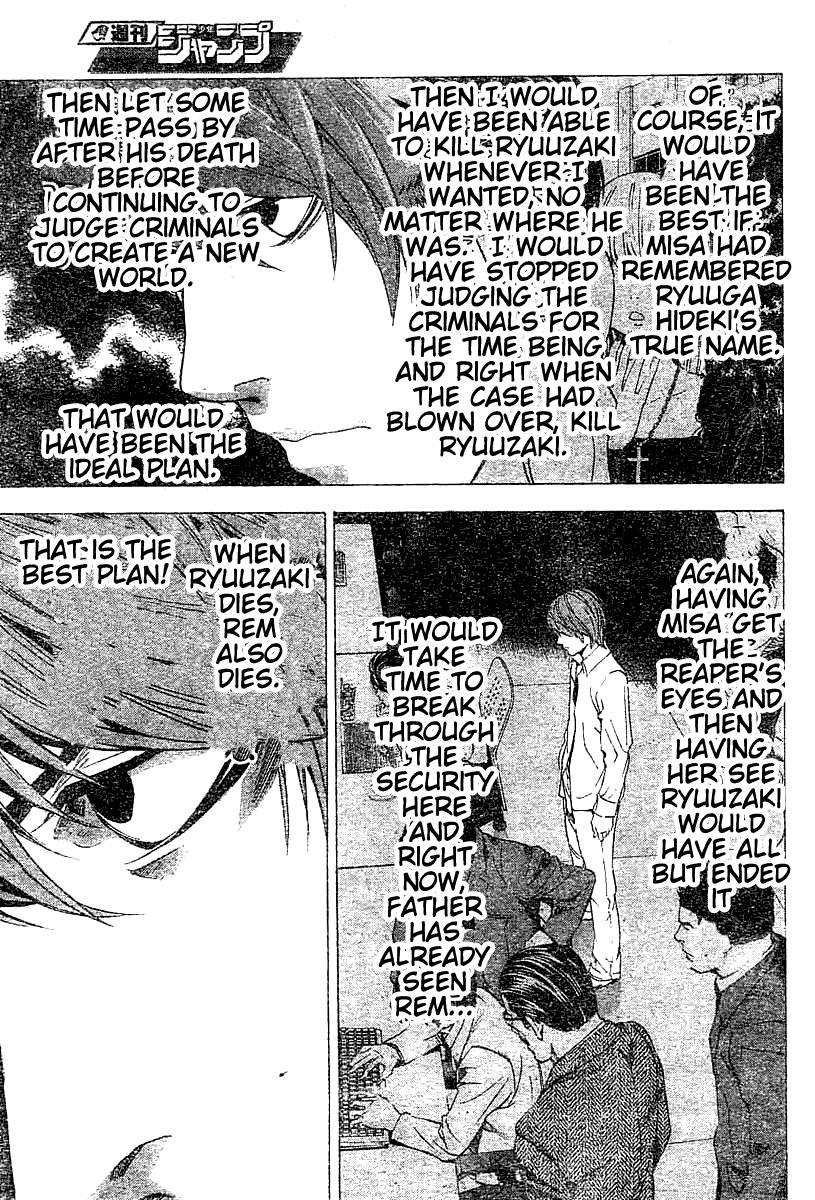 週刊
ジャンプ
OF
COURSE, IT
WOULD
HAVE
BEEN THE
BEST IF
MISA HAD
REMEMBERED
RYUUGA
HIDEKI'S
TRUE NAME.
THEN I WOULD
HAVE BEEN ABLE
TO KILL RYUUZAKI
WHENEVER I
WANTED, NO
MATTER WHERE HE
WAS. I WOULD
HAVE STOPPED
JUDGING THE
CRIMINALS FOR
THE TIME BEING,
AND RIGHT WHEN
THE CASE HAD
BLOWN OVER, KILL
RYUUZAKI.
THEN LET SOME
TIME PASS BY
AFTER HIS DEATH
BEFORE
CONTINUING TO
JUDGE CRIMINALS
TO CREATE A NEW
WORLD.
THAT WOULD
HAVE BEEN THE
IDEAL PLAN.
AGAIN,
HAVING
MISA GET
THE
REAPER'S
EYES AND
THEN
HAVING
HER SEE
RYUUZAKI
WOULD
HAVE ALL
BUT ENDED
IT
IT WOULD
TAKE
TIME TO
BREAK
THROUGH
THE
SECURITY
HERE
AND
RIGHT
NOW,
FATHER
HAS
ALREADY
SEEN
REM...
WHEN
RYUUZAKI
DIES,
REM
ALSO
DIES.
THAT IS THE
BEST PLAN!